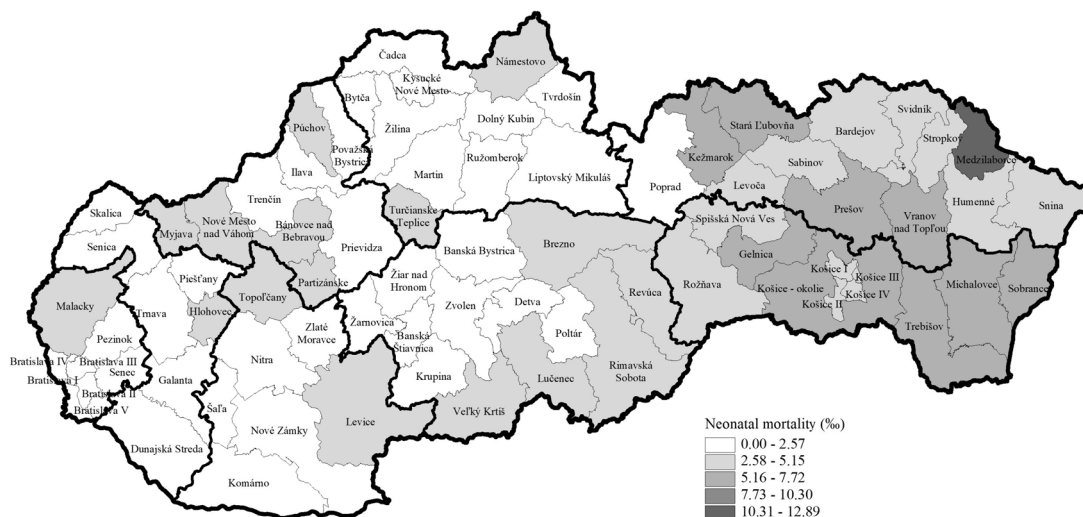 Čadca
Námestovo
Kysucké
Nové Mesto
Tvrdošín
Bytča
Dolný Kubín
Žilina
Púchov
Považská
Bystrica
Ružomberok
Martin
Liptovský Mikuláš
Ilava
Trenčín
Turčianske
Teplice
Skalica
Senica
Myjava
Nové Mesto
nad Váhom
Bánovce nad
Bebravou
Prievidza
Partizánske
Topoľčany
Piešťany
Hlohovec
Trnava
Malacky
Pezinok
Bratislava IV
Bratislava III
Senec
Bratislava I
Bratislava II
Bratislava V
Galanta
Dunajská Streda
Šaľa
Nitra
Zlaté
Moravce
Nové Zámky
Komárno
Levice
Banská Bystrica
Brezno
Žiar nad
Hronom
Žarnovica
Banská
Štiavnica
Zvolen
Detva
Krupina
Poltár
Revúca
Rimavská
Sobota
Lučenec
Veľký Krtíš
Stará Ľubovňa
Kežmarok
Poprad
Levoča
Sabinov
Bardejov
Svidník
Stropkov
Medzilaborce
Humenné
Snina
Prešov
Vranov
nad Topľou
Spišská Nová Ves
Gelnica
Rožňava
Košice - okolie
Košice I
Košice III
Košice II
Košice IV
Trebišov
Michalovce
Sobrance
Neonatal mortality (‰)
0.00 - 2.57
2.58 - 5.15
5.16 - 7.72
7.73 - 10.30
10.31 - 12.89